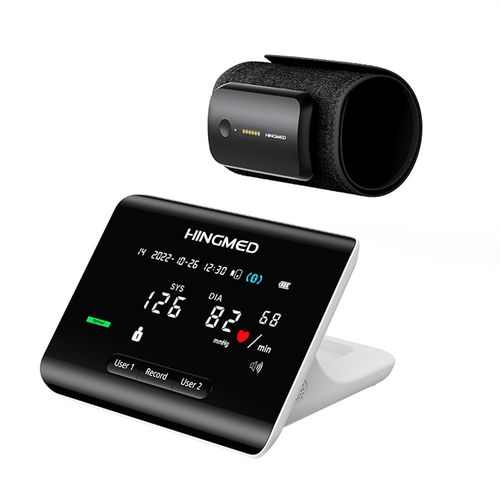 HINGMED
HINGMED
14 2022-10-26 12:30
SYS DIA
126 82 68
mmHg /min
User 1 Record User 2